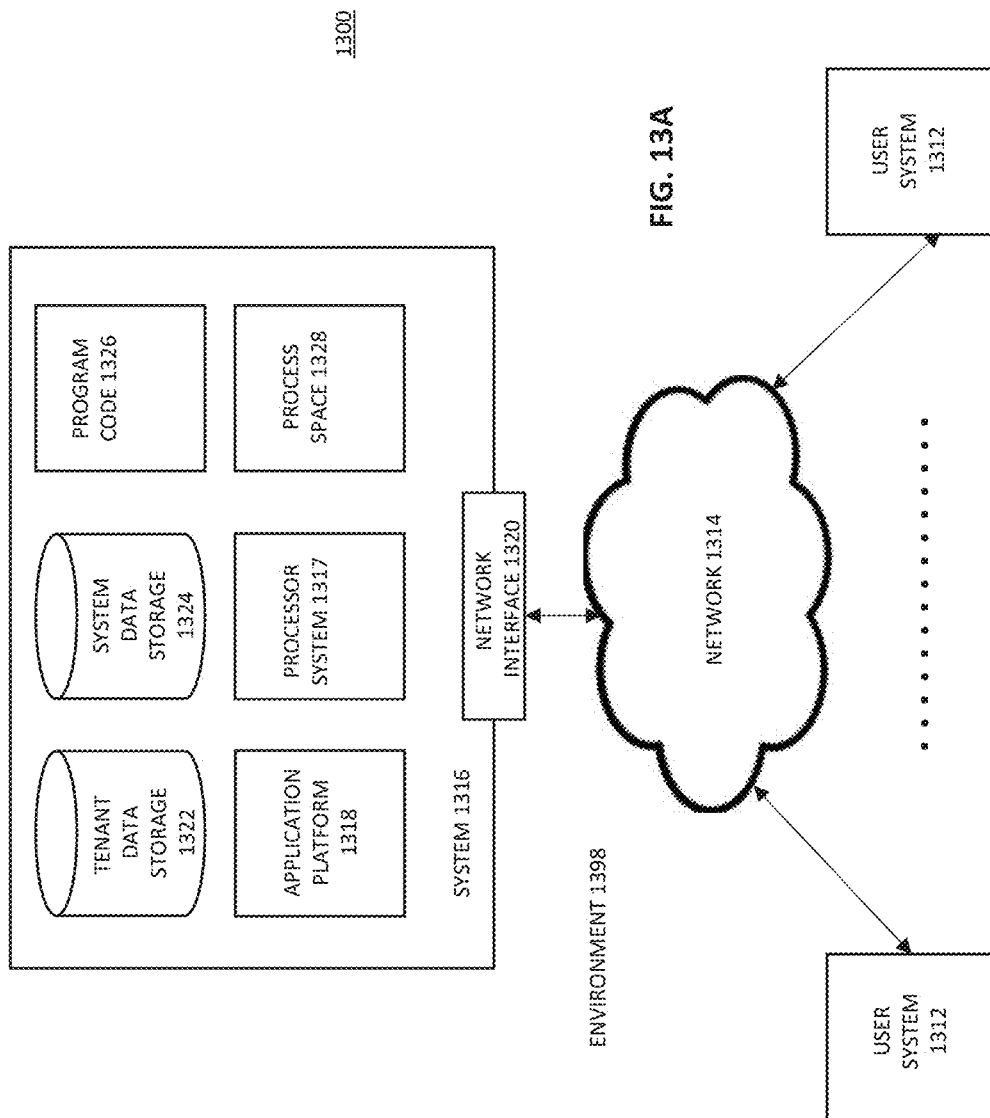 1300
TENANT
DATA
STORAGE
1322
SYSTEM
DATA
STORAGE
1324
PROGRAM
CODE 1326
APPLICATION
PLATFORM
1318
PROCESSOR
SYSTEM 1317
PROCESS
SPACE 1328
SYSTEM 1316
NETWORK
INTERFACE 1320
ENVIRONMENT 1398
NETWORK 1314
FIG. 13A
USER
SYSTEM
1312
USER
SYSTEM
1312